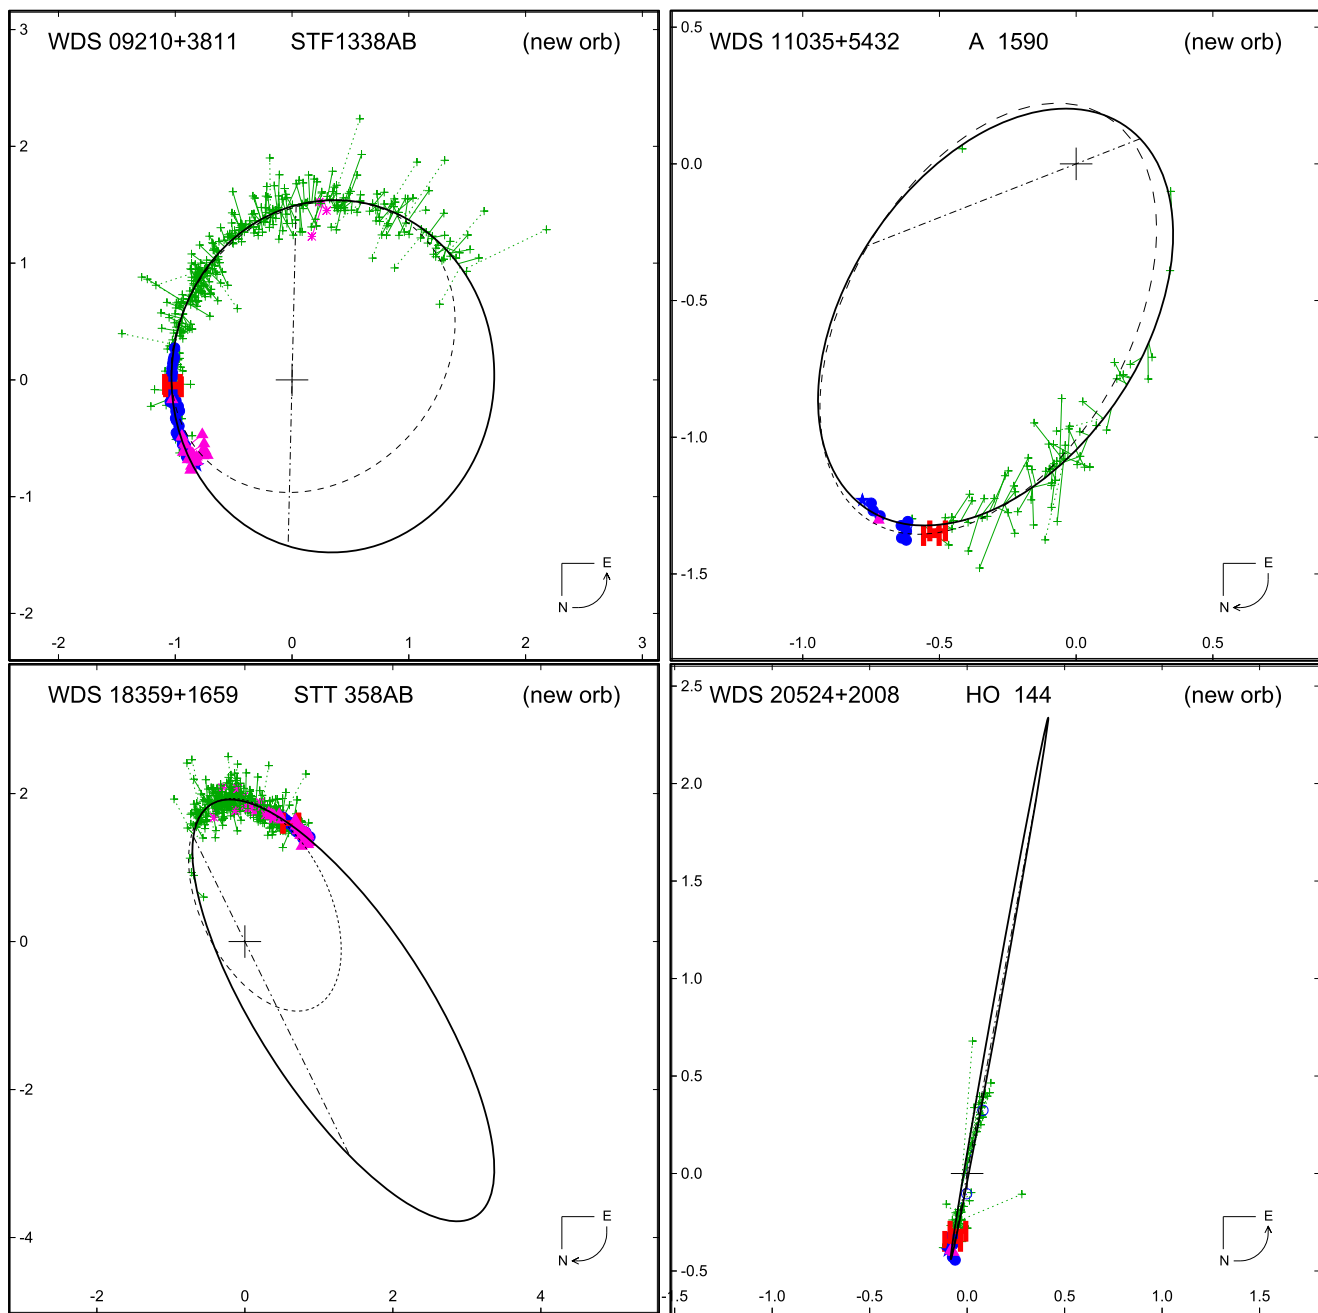 WDS 09210+3811 STF1338AB (new orb)
3
2
1
0
-1
-2
-2 -1 0 1 2 3
E
N
WDS 11035+5432 A 1590 (new orb)
0.5
0.0
-0.5
-1.0
-1.5
-1.0 -0.5 0.0 0.5
E
N
WDS 18359+1659 STT 358AB (new orb)
2
0
-2
-4
-2 0 2 4
E
N
WDS 20524+2008 HO 144 (new orb)
2.5
2.0
1.5
1.0
0.5
0.0
-0.5
-1.5 -1.0 -0.5 0.0 0.5 1.0 1.5
E
N